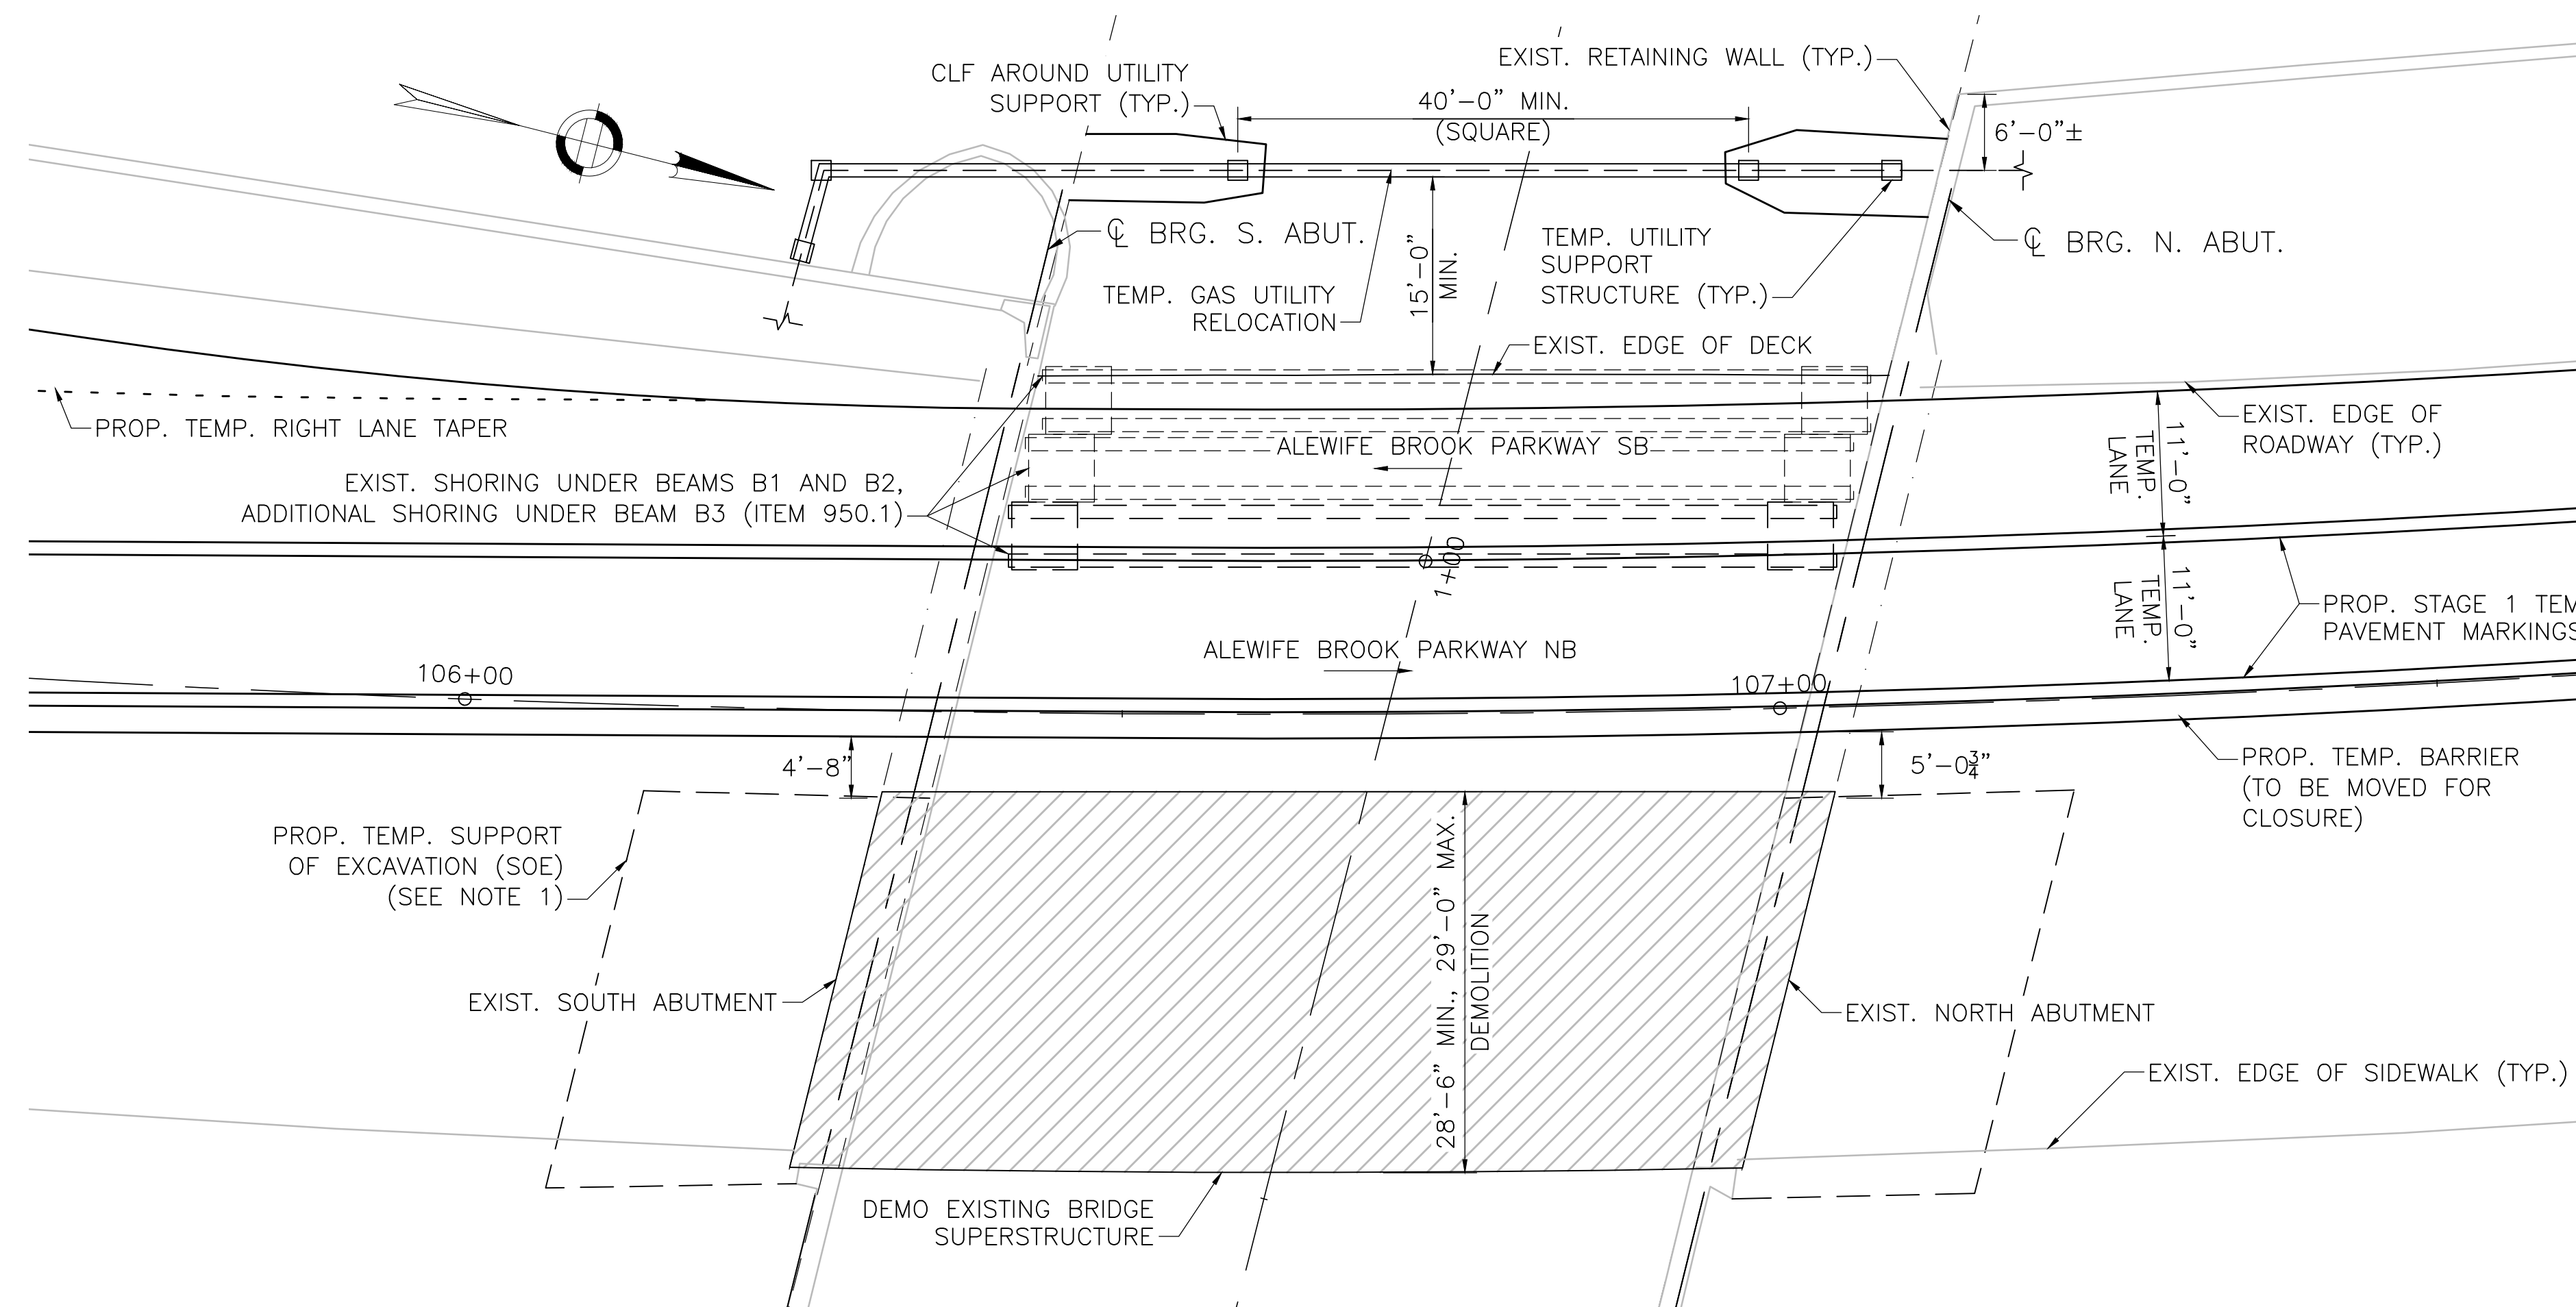 CLF AROUND UTILITY
SUPPORT (TYP.)
EXIST. RETAINING WALL (TYP.)
40'-0" MIN.
(SQUARE)
6'-0"±
℄ BRG. S. ABUT.
TEMP. UTILITY
SUPPORT
STRUCTURE (TYP.)
℄ BRG. N. ABUT.
15'-0"
MIN.
TEMP. GAS UTILITY
RELOCATION
EXIST. EDGE OF DECK
PROP. TEMP. RIGHT LANE TAPER
EXIST. EDGE OF
ROADWAY (TYP.)
11'-0"
TEMP.
LANE
ALEWIFE BROOK PARKWAY SB
EXIST. SHORING UNDER BEAMS B1 AND B2,
ADDITIONAL SHORING UNDER BEAM B3 (ITEM 950.1)
1+00
11'-0"
TEMP.
LANE
PROP. STAGE 1 TEM
PAVEMENT MARKINGS
ALEWIFE BROOK PARKWAY NB
106+00
107+00
4'-8"
5'-0¾"
PROP. TEMP. BARRIER
(TO BE MOVED FOR
CLOSURE)
PROP. TEMP. SUPPORT
OF EXCAVATION (SOE)
(SEE NOTE 1)
28'-6" MIN., 29'-0" MAX.
DEMOLITION
EXIST. SOUTH ABUTMENT
EXIST. NORTH ABUTMENT
EXIST. EDGE OF SIDEWALK (TYP.)
DEMO EXISTING BRIDGE
SUPERSTRUCTURE